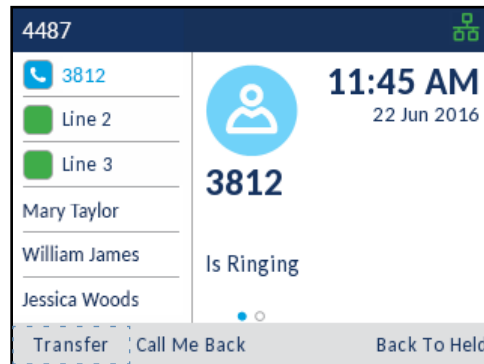 4487
3812
Line 2
Line 3
Mary Taylor
William James
Jessica Woods
11:45 AM
22 Jun 2016
3812
Is Ringing
Transfer Call Me Back Back To Held